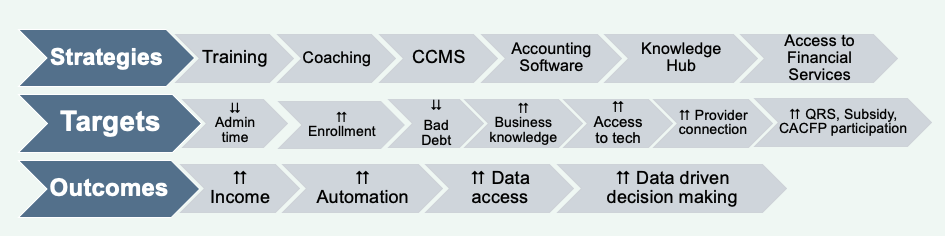 Strategies
Training
Coaching
CCMS
Accounting
Software
Knowledge
Hub
Access to
Financial
Services
Targets
⇊
Admin
time
⇈
Enrollment
⇊
Bad
Debt
⇈
Business
knowledge
⇈
Access
to tech
⇈ Provider
connection
⇈ QRS, Subsidy,
CACFP participation
Outcomes
⇈
Income
⇈
Automation
⇈ Data
access
⇈ Data driven
decision making